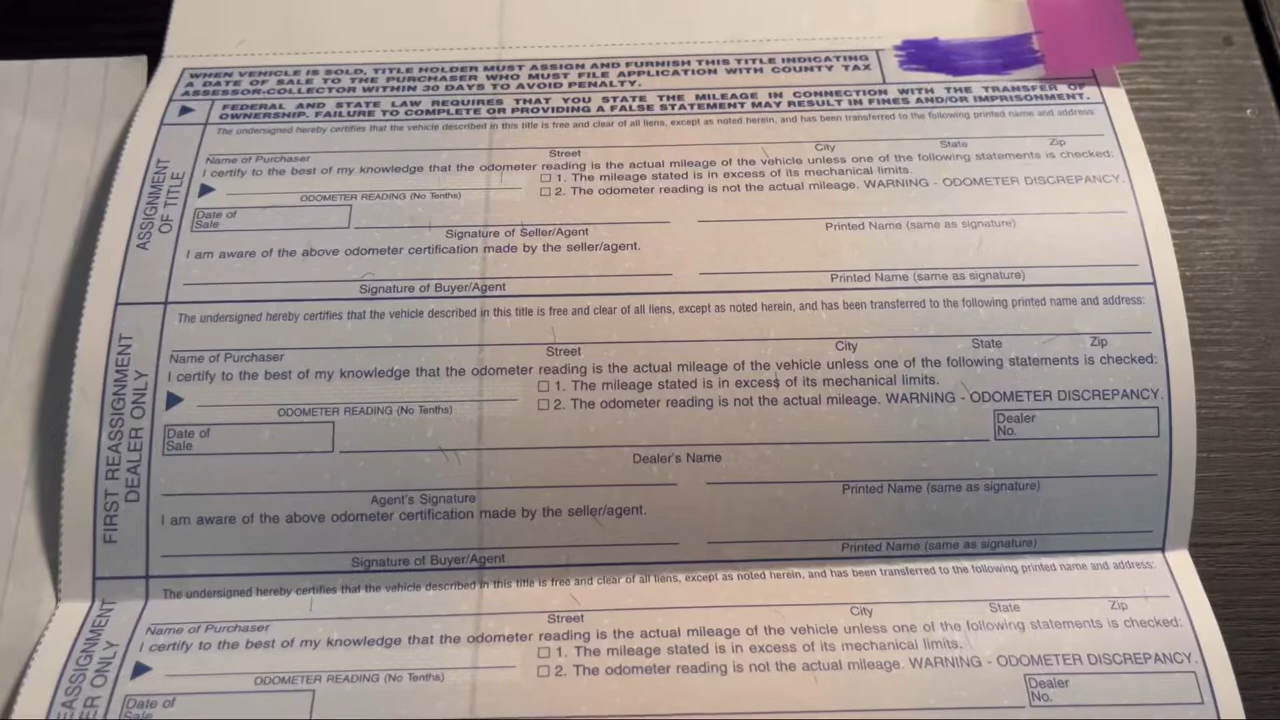 WHEN VEHICLE IS SOLD, TITLE HOLDER MUST ASSIGN AND FURNISH THIS TITLE INDICATING
A DATE OF SALE TO THE PURCHASER WHO MUST FILE APPLICATION WITH COUNTY TAX
ASSESSOR-COLLECTOR WITHIN 30 DAYS TO AVOID PENALTY.
FEDERAL AND STATE LAW REQUIRES THAT YOU STATE THE MILEAGE IN CONNECTION WITH THE TRANSFER OF
OWNERSHIP. FAILURE TO COMPLETE OR PROVIDING A FALSE STATEMENT MAY RESULT IN FINES AND/OR IMPRISONMENT.
ASSIGNMENT
OF TITLE
The undersigned hereby certifies that the vehicle described in this title is free and clear of all liens, except as noted herein, and has been transferred to the following printed name and address:
Name of Purchaser Street City State Zip
I certify to the best of my knowledge that the odometer reading is the actual mileage of the vehicle unless one of the following statements is checked:
1. The mileage stated is in excess of its mechanical limits.
ODOMETER READING (No Tenths) 2. The odometer reading is not the actual mileage. WARNING - ODOMETER DISCREPANCY.
Date of
Sale
Signature of Seller/Agent Printed Name (same as signature)
I am aware of the above odometer certification made by the seller/agent.
Signature of Buyer/Agent Printed Name (same as signature)
FIRST REASSIGNMENT
DEALER ONLY
The undersigned hereby certifies that the vehicle described in this title is free and clear of all liens, except as noted herein, and has been transferred to the following printed name and address:
Name of Purchaser Street City State Zip
I certify to the best of my knowledge that the odometer reading is the actual mileage of the vehicle unless one of the following statements is checked:
1. The mileage stated is in excess of its mechanical limits.
ODOMETER READING (No Tenths) 2. The odometer reading is not the actual mileage. WARNING - ODOMETER DISCREPANCY.
Date of
Sale
Dealer
No.
Dealer's Name
Agent's Signature Printed Name (same as signature)
I am aware of the above odometer certification made by the seller/agent.
Signature of Buyer/Agent Printed Name (same as signature)
EASSIGNMENT
ER ONLY
The undersigned hereby certifies that the vehicle described in this title is free and clear of all liens, except as noted herein, and has been transferred to the following printed name and address:
Name of Purchaser Street City State Zip
I certify to the best of my knowledge that the odometer reading is the actual mileage of the vehicle unless one of the following statements is checked:
1. The mileage stated is in excess of its mechanical limits.
ODOMETER READING (No Tenths) 2. The odometer reading is not the actual mileage. WARNING - ODOMETER DISCREPANCY.
Date of
Sale
Dealer
No.